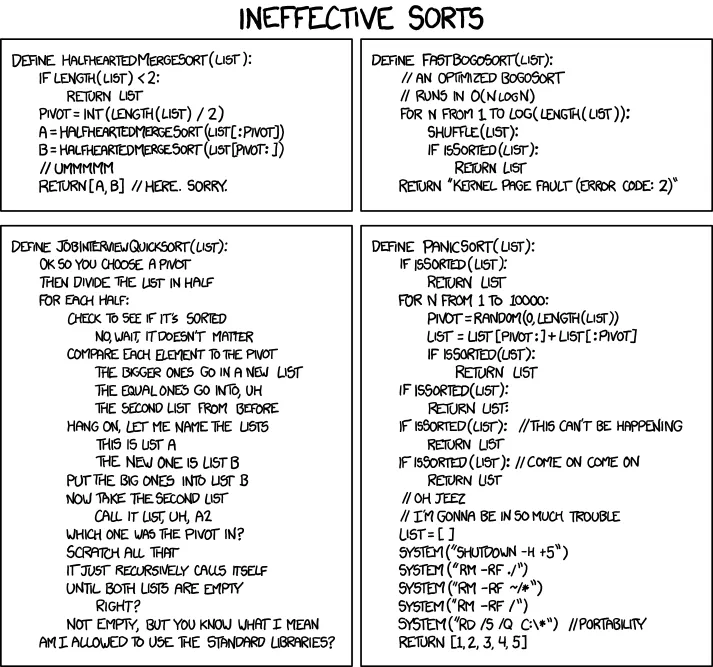 INEFFECTIVE SORTS
DEFINE HALFHEARTEDMERGESORT(LIST):
IF LENGTH(LIST) < 2:
RETURN LIST
PIVOT = INT(LENGTH(LIST) / 2)
A = HALFHEARTEDMERGESORT(LIST[:PIVOT])
B = HALFHEARTEDMERGESORT(LIST[PIVOT:])
// UMMMMM
RETURN[A, B] // HERE. SORRY.
DEFINE FASTBOGOSORT(LIST):
// AN OPTIMIZED BOGOSORT
// RUNS IN O(N LOG N)
FOR N FROM 1 TO LOG(LENGTH(LIST)):
SHUFFLE(LIST):
IF ISSORTED(LIST):
RETURN LIST
RETURN "KERNEL PAGE FAULT (ERROR CODE: 2)"
DEFINE JOBINTERVIEWQUICKSORT(LIST):
OK SO YOU CHOOSE A PIVOT
THEN DIVIDE THE LIST IN HALF
FOR EACH HALF:
CHECK TO SEE IF IT'S SORTED
NO, WAIT, IT DOESN'T MATTER
COMPARE EACH ELEMENT TO THE PIVOT
THE BIGGER ONES GO IN A NEW LIST
THE EQUAL ONES GO INTO, UH
THE SECOND LIST FROM BEFORE
HANG ON, LET ME NAME THE LISTS
THIS IS LIST A
THE NEW ONE IS LIST B
PUT THE BIG ONES INTO LIST B
NOW TAKE THE SECOND LIST
CALL IT LIST, UH, A2
WHICH ONE WAS THE PIVOT IN?
SCRATCH ALL THAT
IT JUST RECURSIVELY CALLS ITSELF
UNTIL BOTH LISTS ARE EMPTY
RIGHT?
NOT EMPTY, BUT YOU KNOW WHAT I MEAN
AM I ALLOWED TO USE THE STANDARD LIBRARIES?
DEFINE PANICSORT(LIST):
IF ISSORTED(LIST):
RETURN LIST
FOR N FROM 1 TO 10000:
PIVOT = RANDOM(0, LENGTH(LIST))
LIST = LIST[PIVOT:] + LIST[:PIVOT]
IF ISSORTED(LIST):
RETURN LIST
IF ISSORTED(LIST):
RETURN LIST:
IF ISSORTED(LIST): //THIS CAN'T BE HAPPENING
RETURN LIST
IF ISSORTED(LIST): //COME ON COME ON
RETURN LIST
// OH JEEZ
// I'M GONNA BE IN SO MUCH TROUBLE
LIST = [ ]
SYSTEM("SHUTDOWN -H +5")
SYSTEM("RM -RF ./")
SYSTEM("RM -RF ~/*")
SYSTEM("RM -RF /")
SYSTEM("RD /S /Q C:\*") //PORTABILITY
RETURN [1, 2, 3, 4, 5]